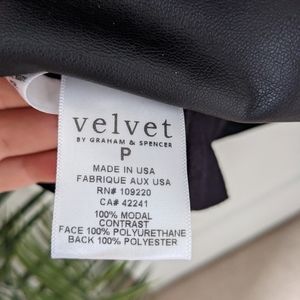 velvet
BY GRAHAM & SPENCER
P
MADE IN USA
FABRIQUE AUX USA
RN# 109220
CA# 42241
100% MODAL
CONTRAST
FACE 100% POLYURETHANE
BACK 100% POLYESTER